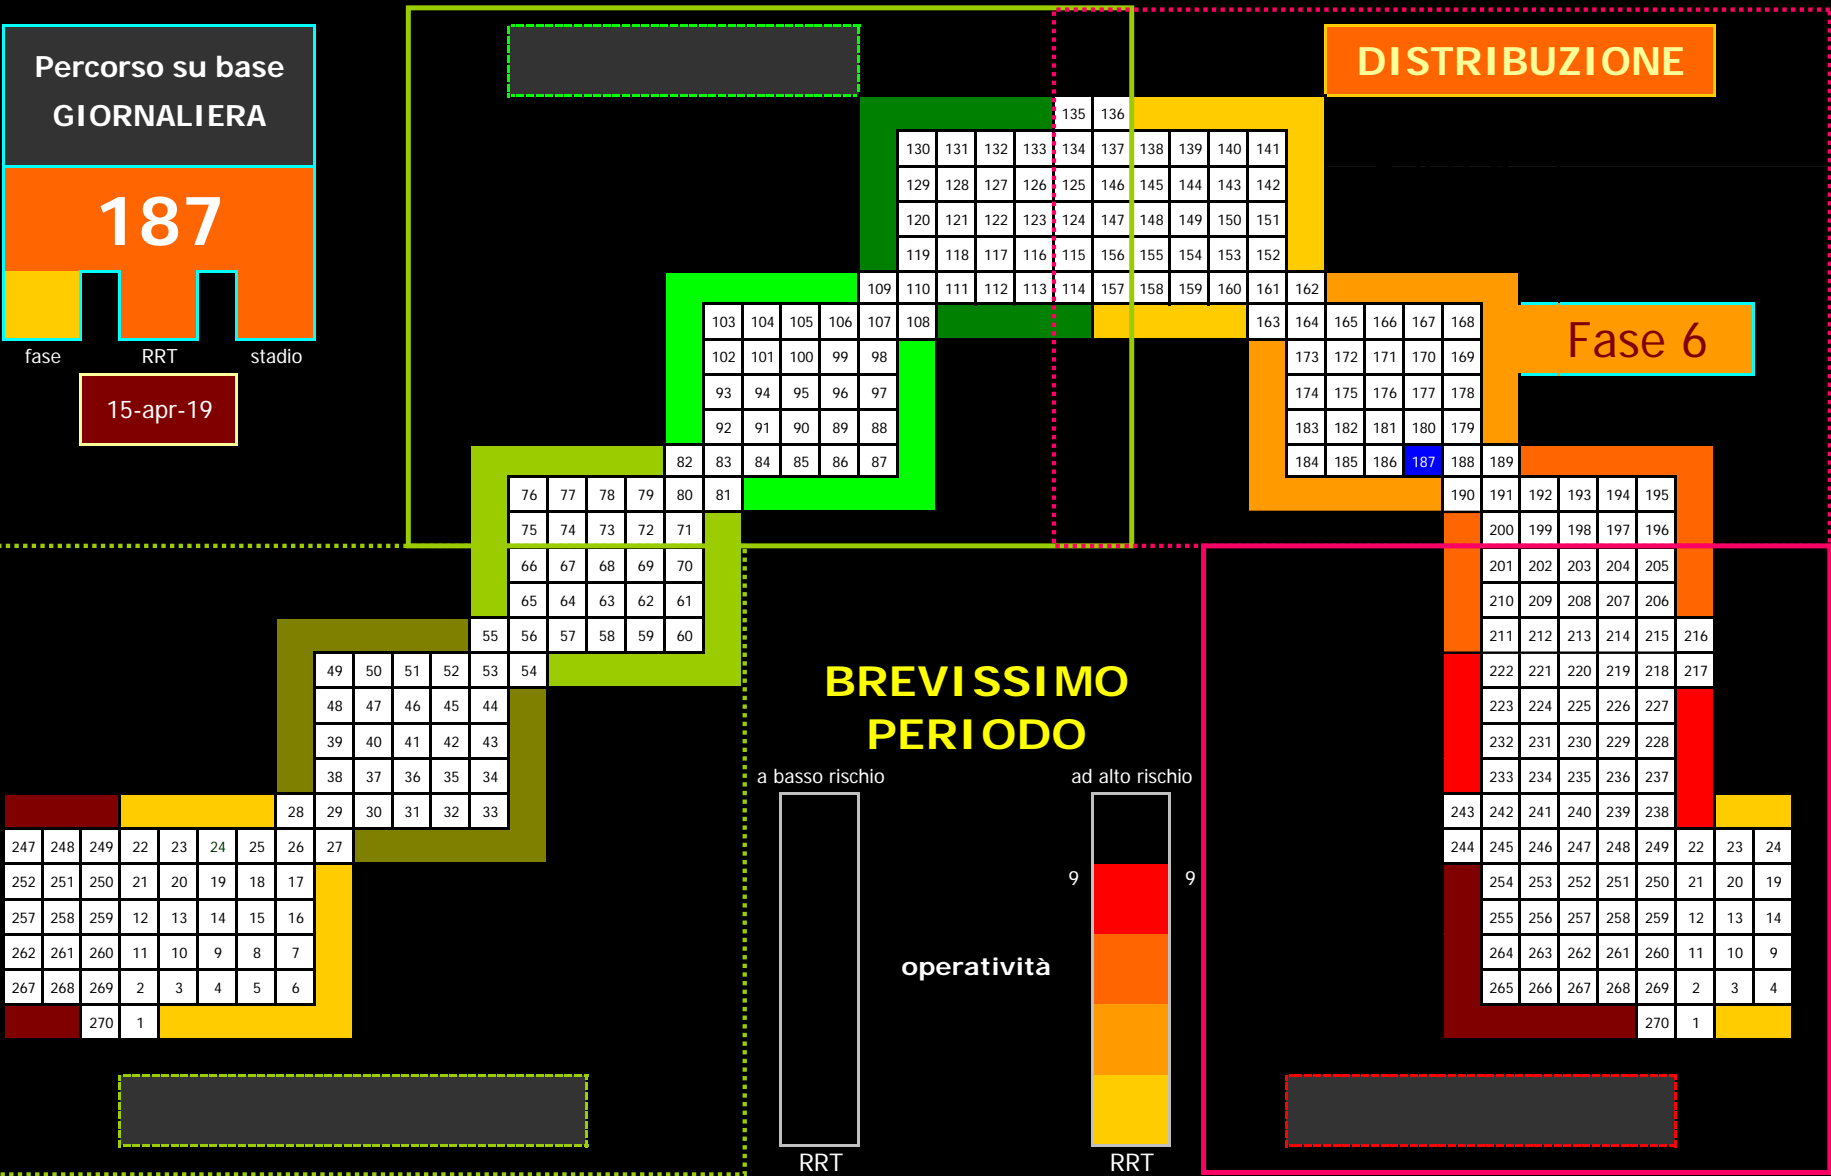 Percorso su base
GIORNALIERA
187
fase RRT stadio
15-apr-19
DISTRIBUZIONE
135 136
130 131 132 133 134 137 138 139 140 141
129 128 127 126 125 146 145 144 143 142
120 121 122 123 124 147 148 149 150 151
119 118 117 116 115 156 155 154 153 152
109 110 111 112 113 114 157 158 159 160 161 162
103 104 105 106 107 108 163 164 165 166 167 168
Fase 6
102 101 100 99 98 173 172 171 170 169
93 94 95 96 97 174 175 176 177 178
92 91 90 89 88 183 182 181 180 179
82 83 84 85 86 87 184 185 186 187 188 189
76 77 78 79 80 81 190 191 192 193 194 195
75 74 73 72 71 200 199 198 197 196
66 67 68 69 70 201 202 203 204 205
65 64 63 62 61 210 209 208 207 206
55 56 57 58 59 60 211 212 213 214 215 216
49 50 51 52 53 54 222 221 220 219 218 217
48 47 46 45 44 223 224 225 226 227
39 40 41 42 43 232 231 230 229 228
38 37 36 35 34 233 234 235 236 237
28 29 30 31 32 33 243 242 241 240 239 238
247 248 249 22 23 24 25 26 27 244 245 246 247 248 249 22 23 24
252 251 250 21 20 19 18 17 254 253 252 251 250 21 20 19
257 258 259 12 13 14 15 16 255 256 257 258 259 12 13 14
262 261 260 11 10 9 8 7 264 263 262 261 260 11 10 9
267 268 269 2 3 4 5 6 265 266 267 268 269 2 3 4
270 1 270 1
BREVISSIMO
PERIODO
a basso rischio ad alto rischio
9 9
operatività
RRT RRT